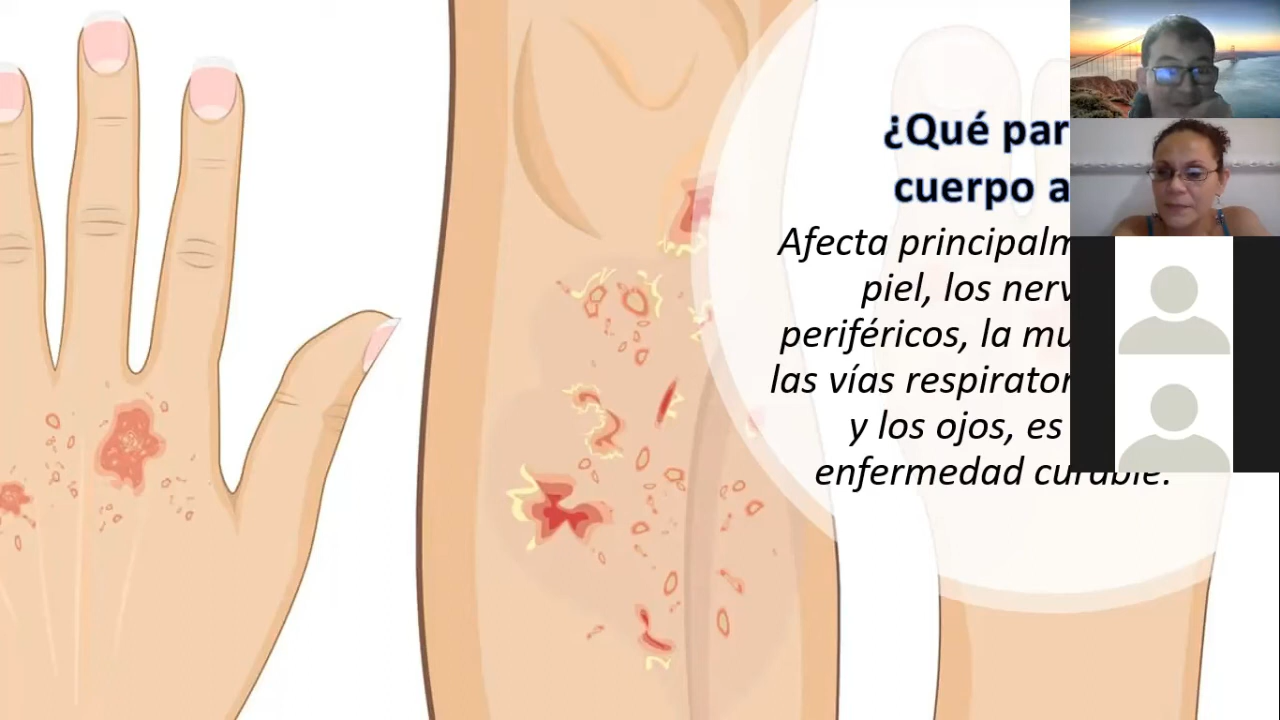 ¿Qué par
cuerpo a
Afecta principalm
piel, los nerv
periféricos, la mu
las vías respirator
y los ojos, es
enfermedad curable.